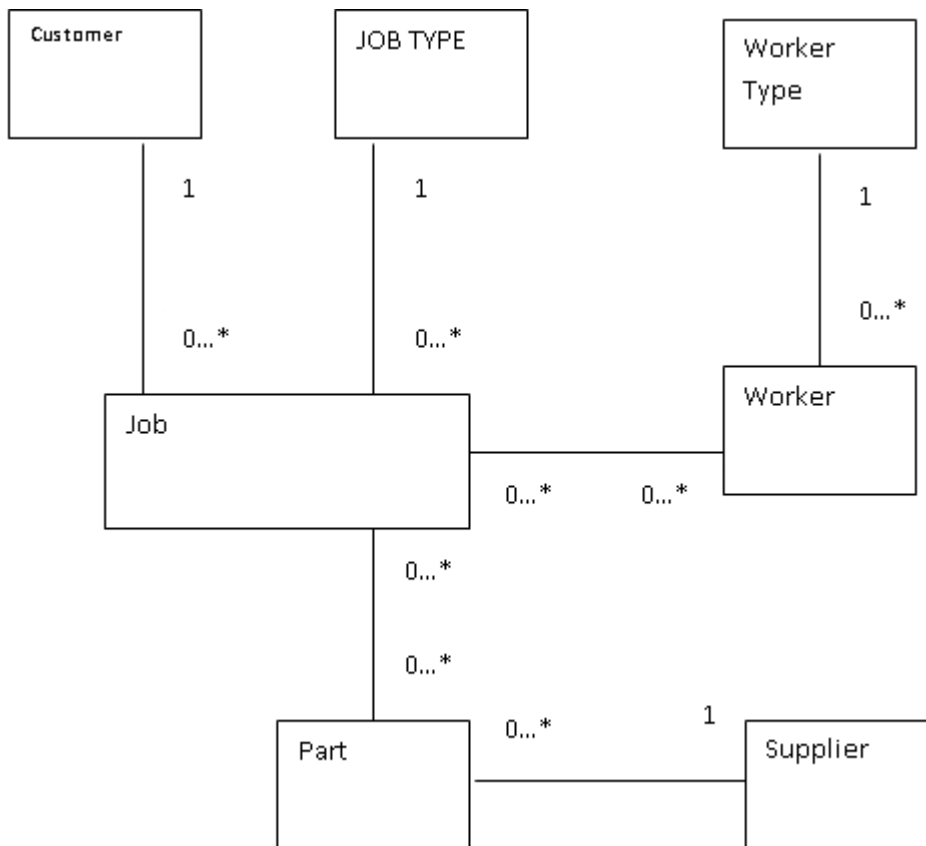 Customer
JOB TYPE
Worker
Type
1
1
1
0...*
0...*
0...*
Job
Worker
0...*
0...*
0...*
0...*
0...*
1
Part
Supplier